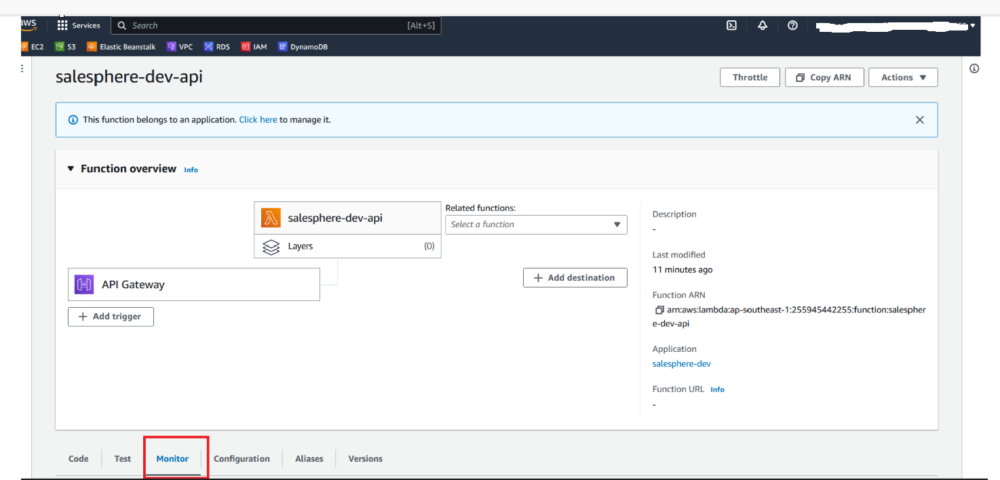 aws Services Search [Alt+S]
EC2 S3 Elastic Beanstalk VPC RDS IAM DynamoDB
salesphere-dev-api Throttle Copy ARN Actions
This function belongs to an application. Click here to manage it.
Function overview Info
salesphere-dev-api
Layers (0)
Related functions:
Select a function
API Gateway
Add trigger
Add destination
Description
-
Last modified
11 minutes ago
Function ARN
arn:aws:lambda:ap-southeast-1:255945442255:function:salespher
e-dev-api
Application
salesphere-dev
Function URL Info
-
Code Test Monitor Configuration Aliases Versions